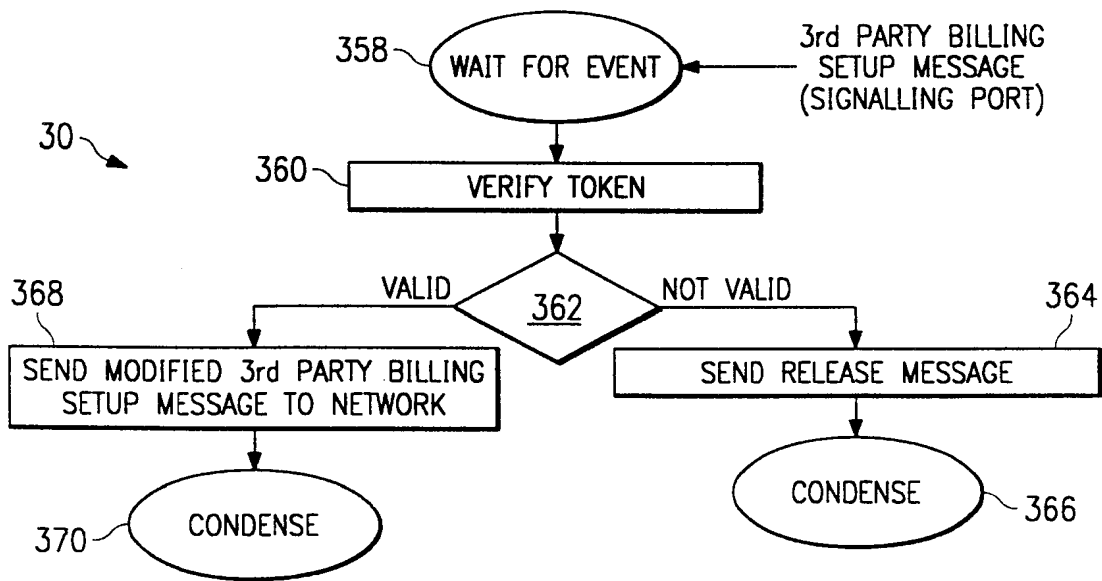 358
WAIT FOR EVENT
3rd PARTY BILLING
SETUP MESSAGE
(SIGNALLING PORT)
30
360
VERIFY TOKEN
VALID
362
NOT VALID
368
364
SEND MODIFIED 3rd PARTY BILLING
SETUP MESSAGE TO NETWORK
SEND RELEASE MESSAGE
CONDENSE
370
CONDENSE
366